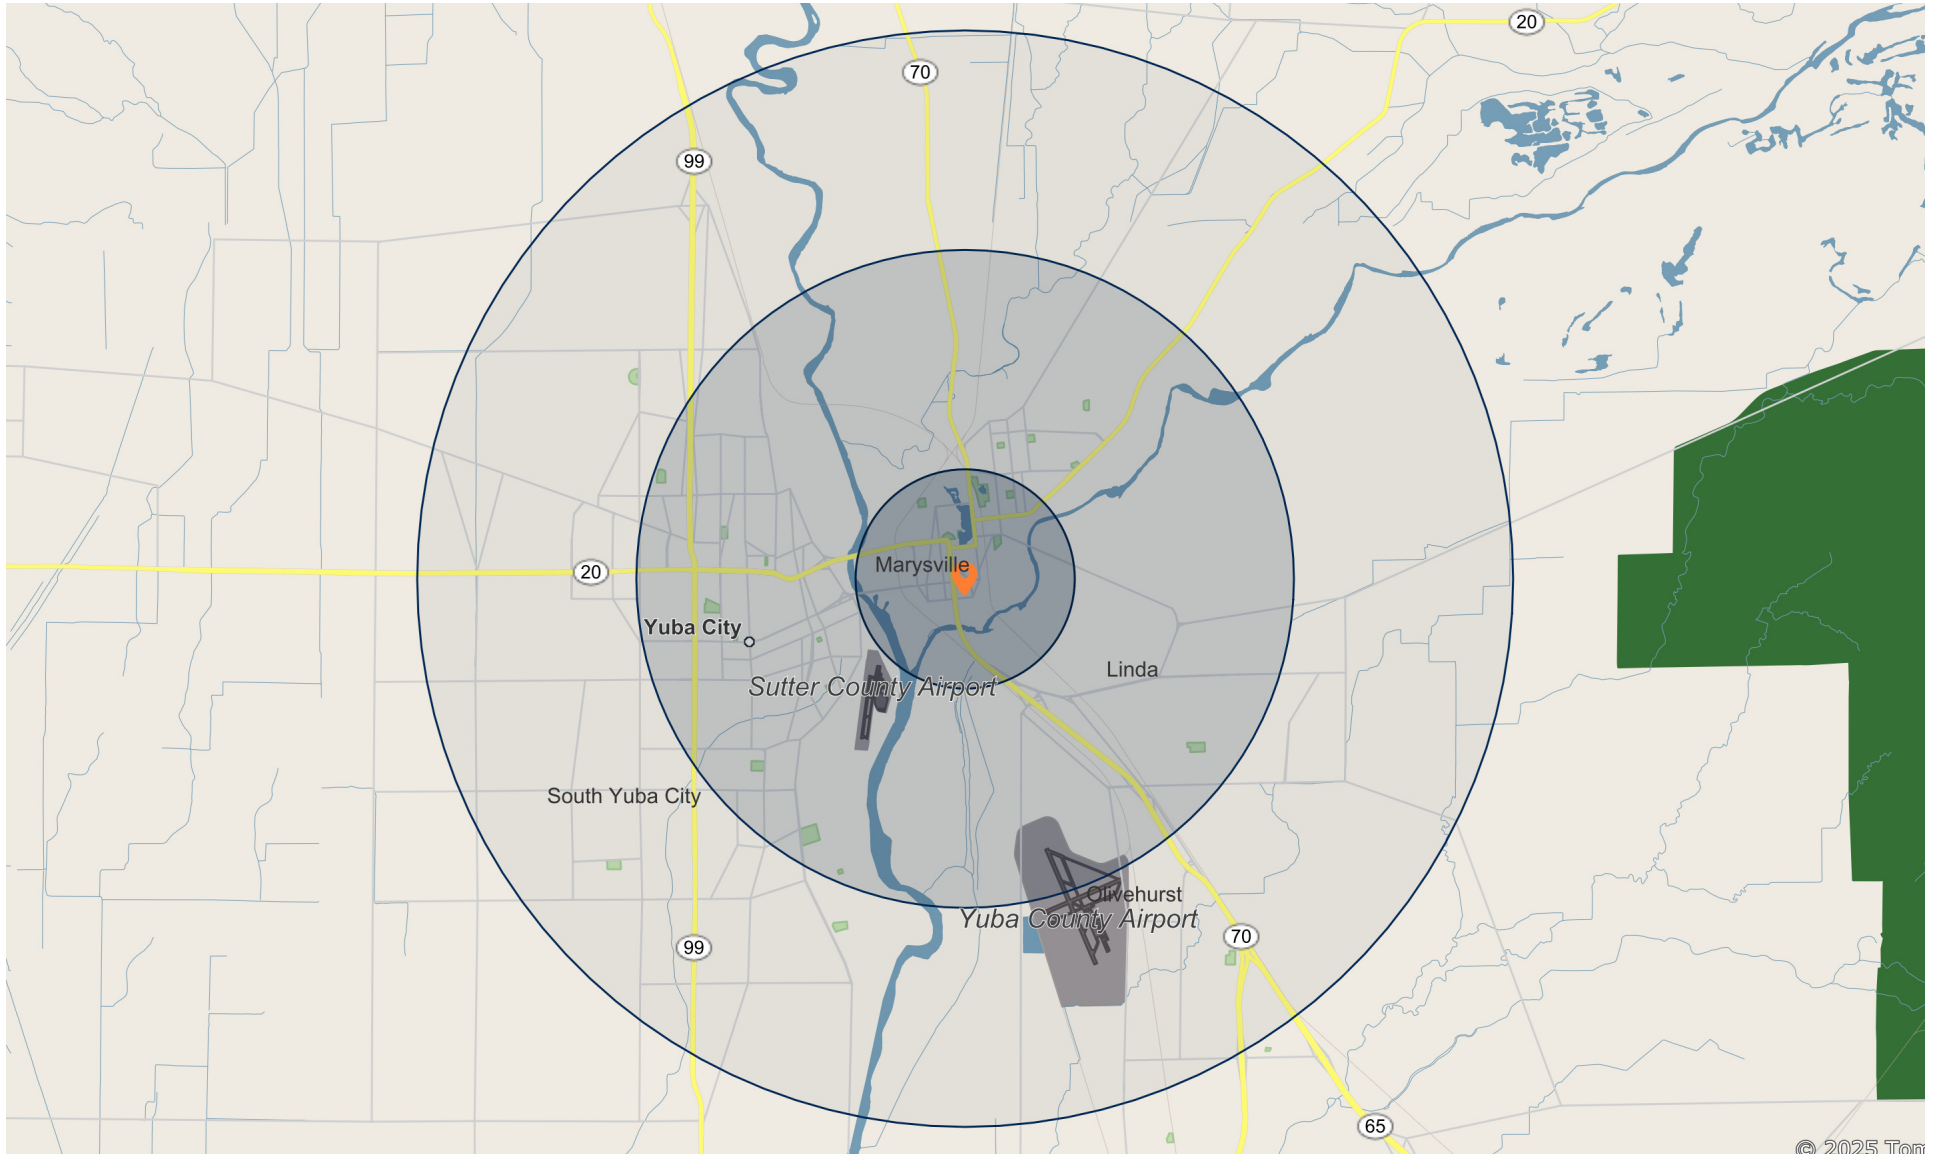 20
70
99
20
Marysville
Yuba City
Linda
Sutter County Airport
South Yuba City
Olivehurst
Yuba County Airport
70
99
65
© 2025 Tom